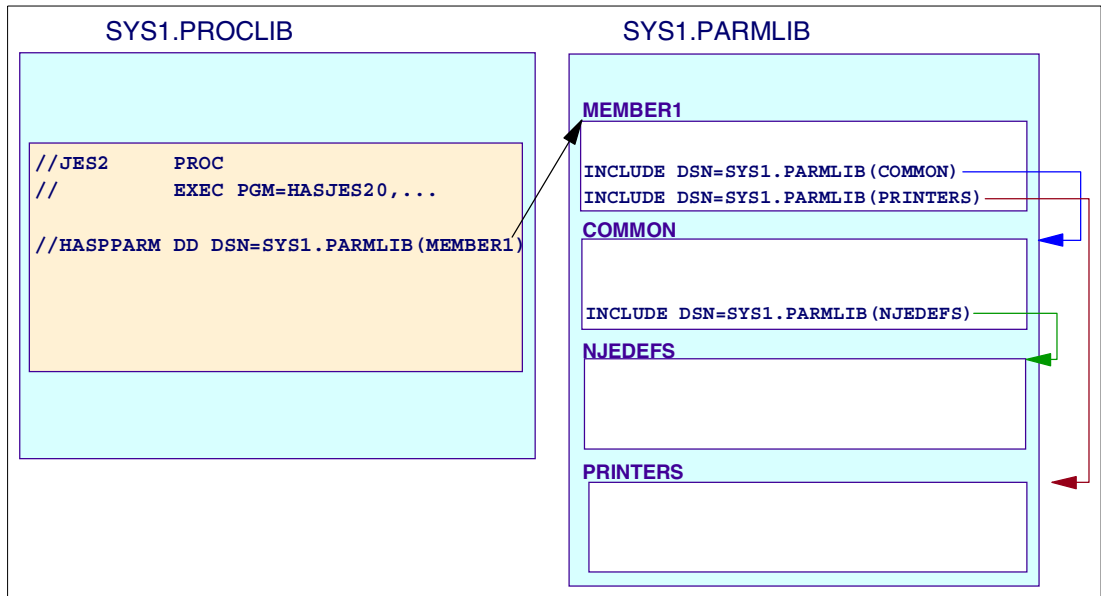 SYS1.PROCLIB
//JES2 PROC
// EXEC PGM=HASJES20,...
//HASPPARM DD DSN=SYS1.PARMLIB(MEMBER1)
SYS1.PARMLIB
MEMBER1
INCLUDE DSN=SYS1.PARMLIB(COMMON)
INCLUDE DSN=SYS1.PARMLIB(PRINTERS)
COMMON
INCLUDE DSN=SYS1.PARMLIB(NJEDEFS)
NJEDEFS
PRINTERS